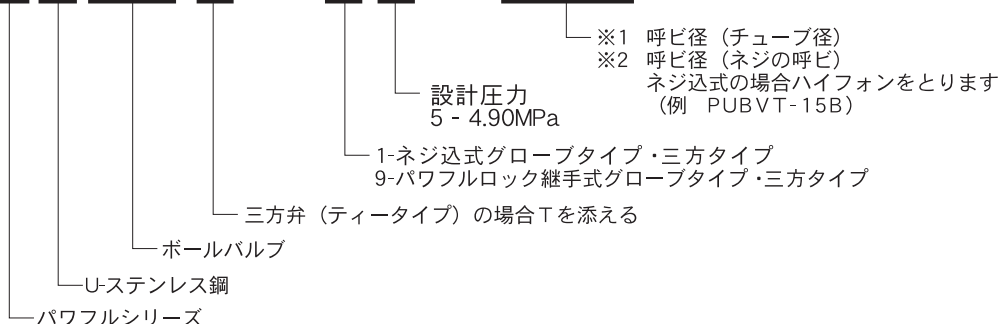 ※1 呼ビ径（チューブ径）
※2 呼ビ径（ネジの呼ビ）
ネジ込式の場合ハイフォンをとります
（例 PUBVT-15B）
設計圧力
5 - 4.90MPa
1-ネジ込式グローブタイプ・三方タイプ
9-パワフルロック継手式グローブタイプ・三方タイプ
三方弁（ティータイプ）の場合Tを添える
ボールバルブ
U-ステンレス鋼
パワフルシリーズ